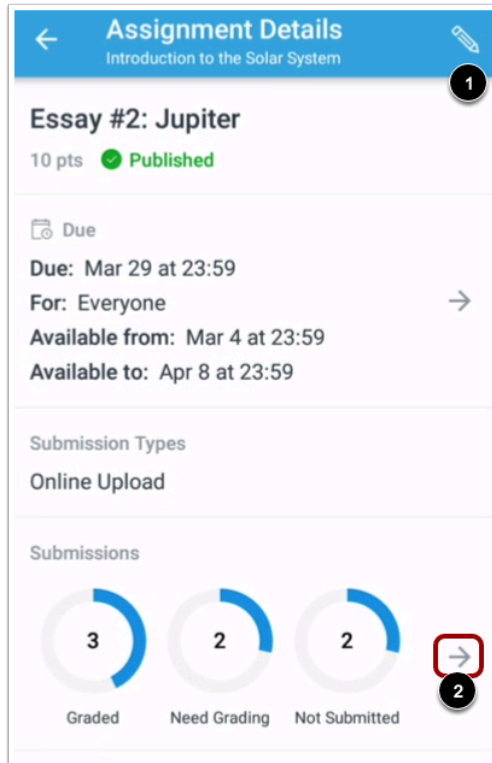 Assignment Details
Introduction to the Solar System
1
Essay #2: Jupiter
10 pts Published
Due
Due: Mar 29 at 23:59
For: Everyone
Available from: Mar 4 at 23:59
Available to: Apr 8 at 23:59
Submission Types
Online Upload
Submissions
3 2 2
2
Graded Need Grading Not Submitted